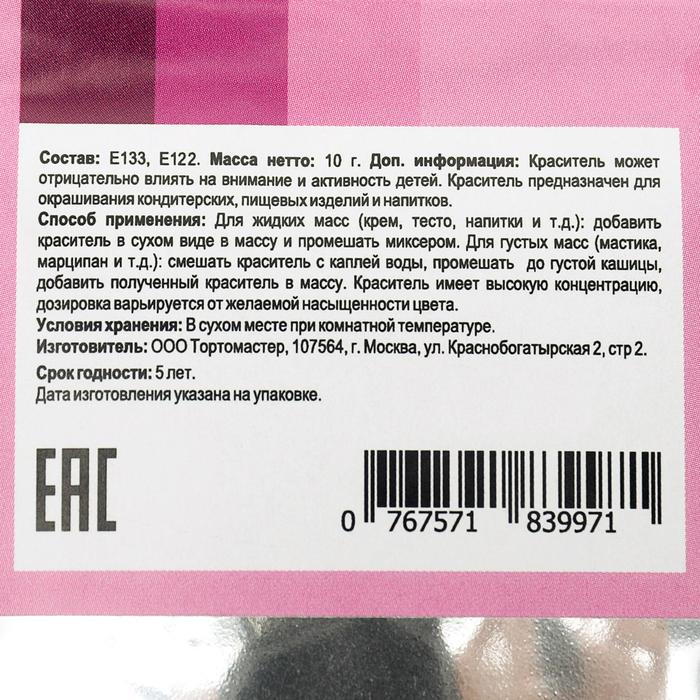 Состав: Е133, Е122. Масса нетто: 10 г. Доп. информация: Краситель может
отрицательно влиять на внимание и активность детей. Краситель предназначен для
окрашивания кондитерских, пищевых изделий и напитков.
Способ применения: Для жидких масс (крем, тесто, напитки и т.д.): добавить
краситель в сухом виде в массу и промешать миксером. Для густых масс (мастика,
марципан и т.д.): смешать краситель с каплей воды, промешать до густой кашицы,
добавить полученный краситель в массу. Краситель имеет высокую концентрацию,
дозировка варьируется от желаемой насыщенности цвета.
Условия хранения: В сухом месте при комнатной температуре.
Изготовитель: ООО Тортомастер, 107564, г. Москва, ул. Краснобогатырская 2, стр 2.
Срок годности: 5 лет.
Дата изготовления указана на упаковке.
EAC
0 767571 839971